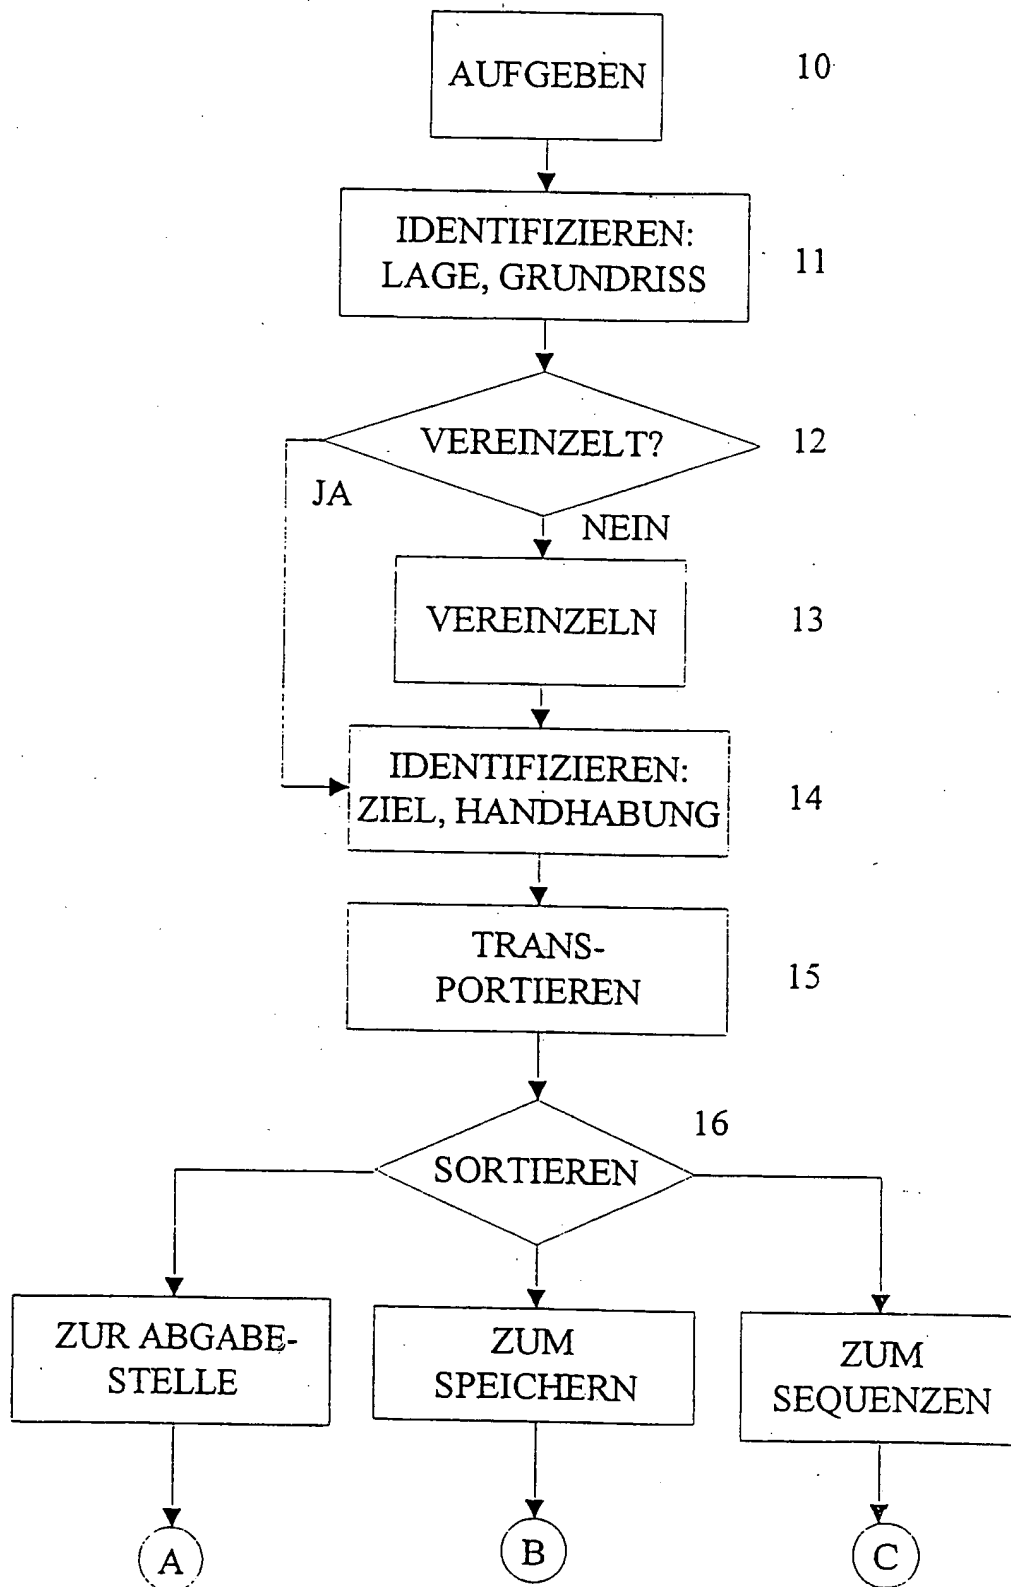 AUFGEBEN
10
IDENTIFIZIEREN:
LAGE, GRUNDRISS
11
VEREINZELT?
12
JA
NEIN
VEREINZELN
13
IDENTIFIZIEREN:
ZIEL, HANDHABUNG
14
TRANS-
PORTIEREN
15
16
SORTIEREN
ZUR ABGABE-
STELLE
ZUM
SPEICHERN
ZUM
SEQUENZEN
A
B
C